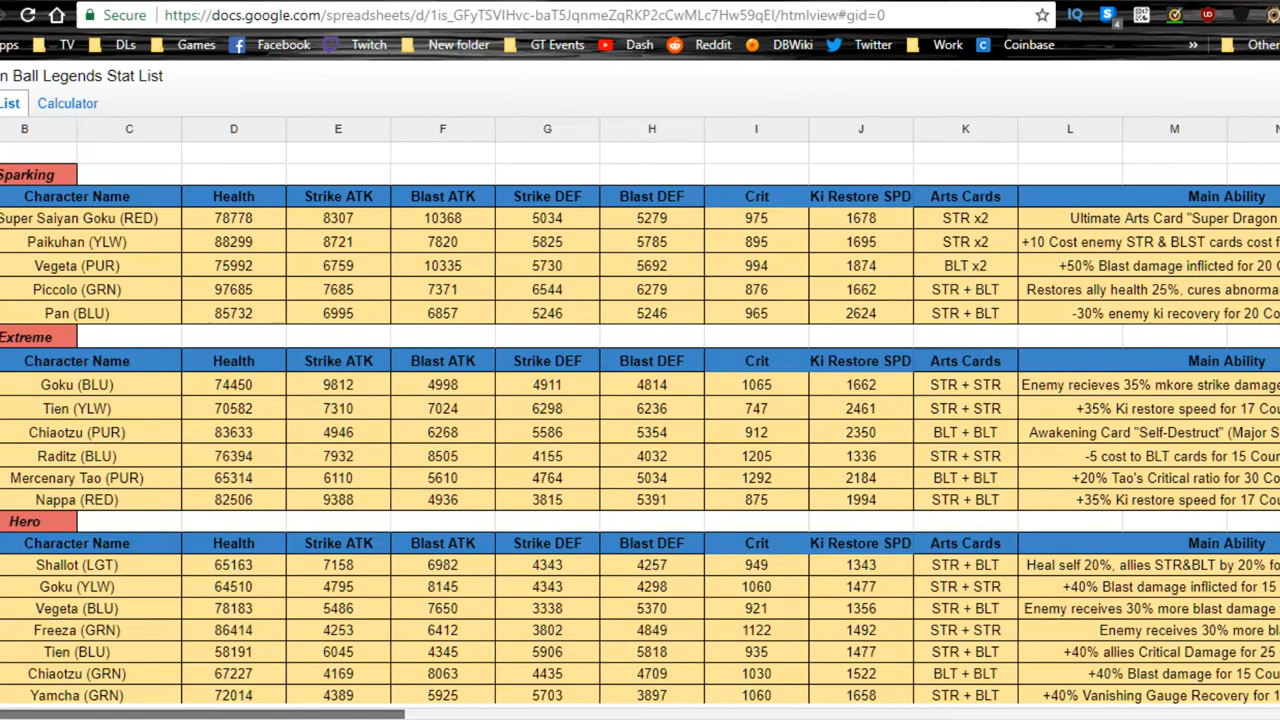 Secure https://docs.google.com/spreadsheets/d/1is_GFyTSVIHvc-baT5JqnmeZqRKP2cCwMLc7Hw59qEI/htmlview#gid=0
TV DLs Games Facebook Twitch New folder GT Events Dash Reddit DBWiki Twitter Work Coinbase » Other
n Ball Legends Stat List
List Calculator
B C D E F G H I J K L M N
Sparking
Character Name Health Strike ATK Blast ATK Strike DEF Blast DEF Crit Ki Restore SPD Arts Cards Main Ability
Super Saiyan Goku (RED) 78778 8307 10368 5034 5279 975 1678 STR x2 Ultimate Arts Card "Super Dragon
Paikuhan (YLW) 88299 8721 7820 5825 5785 895 1695 STR x2 +10 Cost enemy STR & BLST cards cost f
Vegeta (PUR) 75992 6759 10335 5730 5692 994 1874 BLT x2 +50% Blast damage inflicted for 20 C
Piccolo (GRN) 97685 7685 7371 6544 6279 876 1662 STR + BLT Restores ally health 25%, cures abnorma
Pan (BLU) 85732 6995 6857 5246 5246 965 2624 STR + BLT -30% enemy ki recovery for 20 Co
Extreme
Character Name Health Strike ATK Blast ATK Strike DEF Blast DEF Crit Ki Restore SPD Arts Cards Main Ability
Goku (BLU) 74450 9812 4998 4911 4814 1065 1662 STR + STR Enemy recieves 35% mkore strike damag
Tien (YLW) 70582 7310 7024 6298 6236 747 2461 STR + STR +35% Ki restore speed for 17 Cou
Chiaotzu (PUR) 83633 4946 6268 5586 5354 912 2350 BLT + BLT Awakening Card "Self-Destruct" (Major S
Raditz (BLU) 76394 7932 8505 4155 4032 1205 1336 STR + STR -5 cost to BLT cards for 15 Coun
Mercenary Tao (PUR) 65314 6110 5610 4764 5034 1292 2184 BLT + BLT +20% Tao's Critical ratio for 30 Co
Nappa (RED) 82506 9388 4936 3815 5391 875 1994 STR + STR +35% Ki restore speed for 17 Cou
Hero
Character Name Health Strike ATK Blast ATK Strike DEF Blast DEF Crit Ki Restore SPD Arts Cards Main Ability
Shallot (LGT) 65163 7158 6982 4343 4257 949 1343 STR + BLT Heal self 20%, allies STR&BLT by 20% fo
Goku (YLW) 64510 4795 8145 4343 4298 1060 1477 STR + STR +40% Blast damage inflicted for 15
Vegeta (BLU) 78183 5486 7650 3338 5370 921 1356 STR + BLT Enemy receives 30% more blast damage
Freeza (GRN) 86414 4253 6412 3802 4849 1122 1492 STR + STR Enemy receives 30% more bla
Tien (BLU) 58191 6045 4345 5906 5818 935 1477 STR + STR +40% allies Critical Damage for 25
Chiaotzu (GRN) 67227 4169 8063 4435 4709 1030 1522 BLT + BLT +40% Blast damage for 15 Cou
Yamcha (GRN) 72014 4389 5925 5703 3897 1060 1658 STR + BLT +40% Vanishing Gauge Recovery for 1